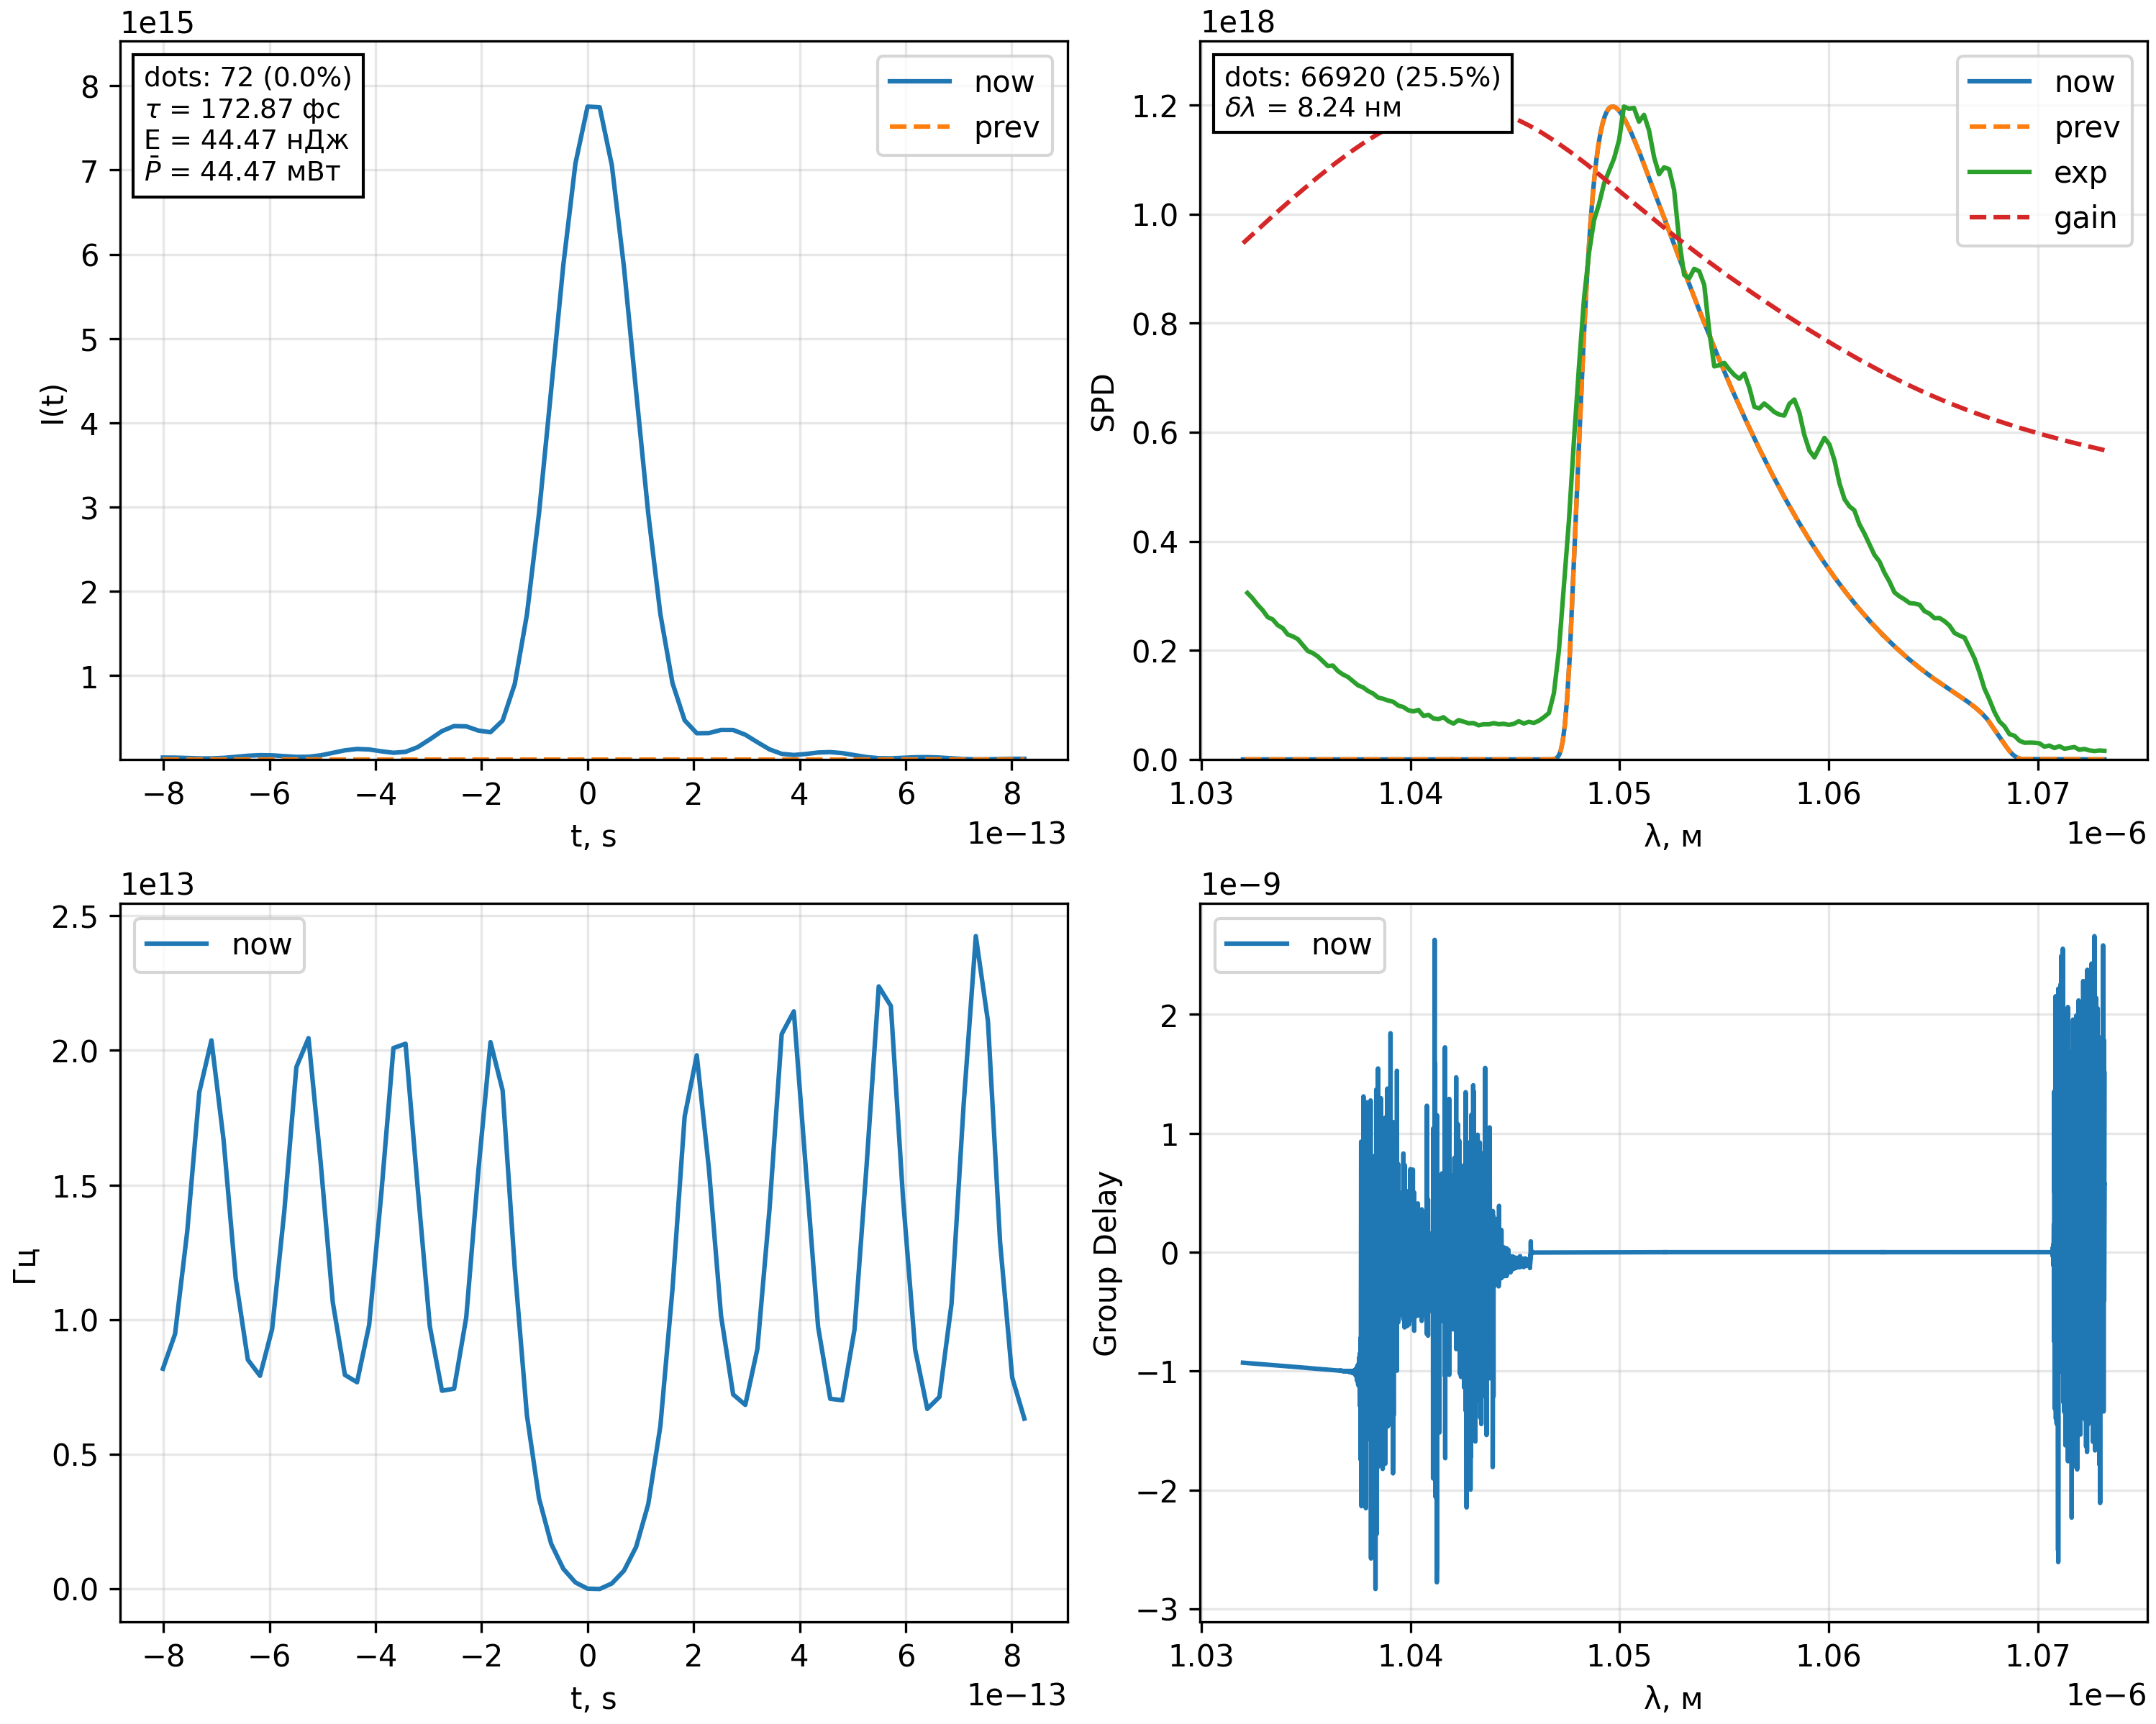 1e15
8
7
6
5
4
3
2
1
I(t)
dots: 72 (0.0%)
τ = 172.87 фс
E = 44.47 нДж
P̄ = 44.47 мВт
now
prev
−8 −6 −4 −2 0 2 4 6 8
t, s
1e−13
1e18
1.2
1.0
0.8
0.6
0.4
0.2
0.0
SPD
dots: 66920 (25.5%)
δλ = 8.24 нм
now
prev
exp
gain
1.03 1.04 1.05 1.06 1.07
λ, м
1e−6
1e13
2.5
2.0
1.5
1.0
0.5
0.0
Гц
now
−8 −6 −4 −2 0 2 4 6 8
t, s
1e−13
1e−9
2
1
0
−1
−2
−3
Group Delay
now
1.03 1.04 1.05 1.06 1.07
λ, м
1e−6